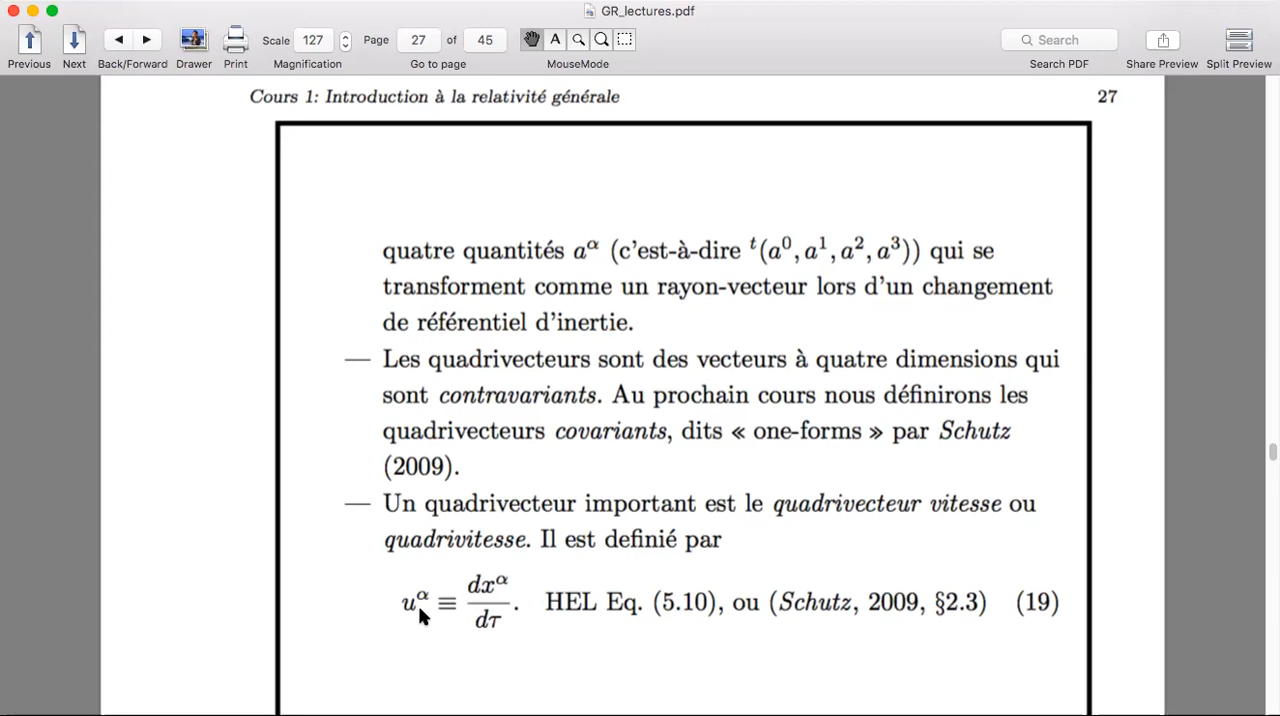 GR_lectures.pdf
Scale 127 Page 27 of 45 A Search
Previous Next Back/Forward Drawer Print Magnification Go to page MouseMode Search PDF Share Preview Split Preview
Cours 1: Introduction à la relativité générale 27
quatre quantités a^α (c'est-à-dire ^t(a^0, a^1, a^2, a^3)) qui se
transforment comme un rayon-vecteur lors d'un changement
de référentiel d'inertie.
— Les quadrivecteurs sont des vecteurs à quatre dimensions qui
sont contravariants. Au prochain cours nous définirons les
quadrivecteurs covariants, dits « one-forms » par Schutz
(2009).
— Un quadrivecteur important est le quadrivecteur vitesse ou
quadrivitesse. Il est definié par
u^α ≡ dx^α/dτ. HEL Eq. (5.10), ou (Schutz, 2009, §2.3) (19)